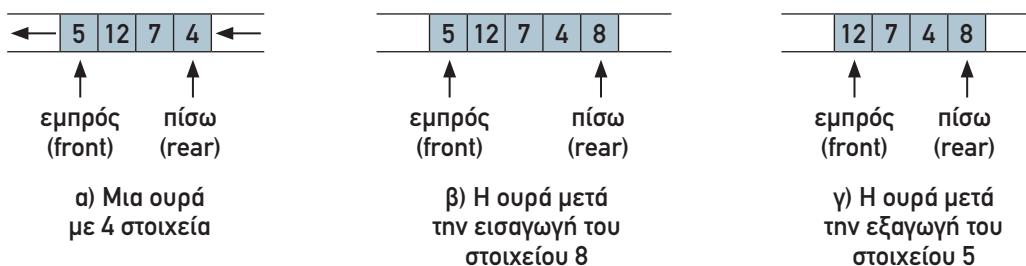 5 12 7 4
εμπρός
(front)
πίσω
(rear)
α) Μια ουρά
με 4 στοιχεία
5 12 7 4 8
εμπρός
(front)
πίσω
(rear)
β) Η ουρά μετά
την εισαγωγή του
στοιχείου 8
12 7 4 8
εμπρός
(front)
πίσω
(rear)
γ) Η ουρά μετά
την εξαγωγή του
στοιχείου 5